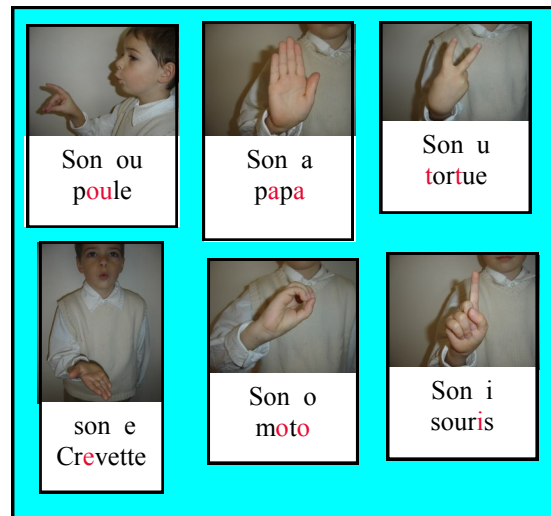 Son ou
poule
Son a
papa
Son u
tortue
son e
Crevette
Son o
moto
Son i
souris